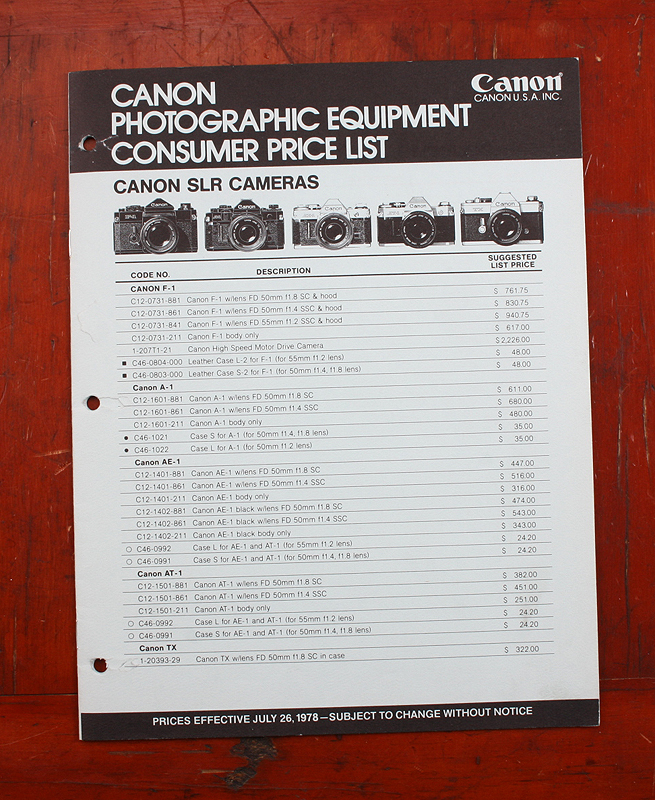 CANON
PHOTOGRAPHIC EQUIPMENT
CONSUMER PRICE LIST
Canon
CANON U.S.A. INC.
CANON SLR CAMERAS
CODE NO. DESCRIPTION SUGGESTED LIST PRICE
CANON F-1
C12-0731-881 Canon F-1 w/lens FD 50mm f1.8 SC & hood $ 761.75
C12-0731-861 Canon F-1 w/lens FD 50mm f1.4 SSC & hood $ 830.75
C12-0731-841 Canon F-1 w/lens FD 55mm f1.2 SSC & hood $ 940.75
C12-0731-211 Canon F-1 body only $ 617.00
1-207T1-21 Canon High Speed Motor Drive Camera $2,226.00
■ C46-0804-000 Leather Case L-2 for F-1 (for 55mm f1.2 lens) $ 48.00
■ C46-0803-000 Leather Case S-2 for F-1 (for 50mm f1.4, f1.8 lens) $ 48.00
Canon A-1
C12-1601-881 Canon A-1 w/lens FD 50mm f1.8 SC $ 611.00
C12-1601-861 Canon A-1 w/lens FD 50mm f1.4 SSC $ 680.00
C12-1601-211 Canon A-1 body only $ 480.00
● C46-1021 Case S for A-1 (for 50mm f1.4, f1.8 lens) $ 35.00
● C46-1022 Case L for A-1 (for 50mm f1.2 lens) $ 35.00
Canon AE-1
C12-1401-881 Canon AE-1 w/lens FD 50mm f1.8 SC $ 447.00
C12-1401-861 Canon AE-1 w/lens FD 50mm f1.4 SSC $ 516.00
C12-1401-211 Canon AE-1 body only $ 316.00
C12-1402-881 Canon AE-1 black w/lens FD 50mm f1.8 SC $ 474.00
C12-1402-861 Canon AE-1 black w/lens FD 50mm f1.4 SSC $ 543.00
C12-1402-211 Canon AE-1 black body only $ 343.00
○ C46-0992 Case L for AE-1 and AT-1 (for 55mm f1.2 lens) $ 24.20
○ C46-0991 Case S for AE-1 and AT-1 (for 50mm f1.4, f1.8 lens) $ 24.20
Canon AT-1
C12-1501-881 Canon AT-1 w/lens FD 50mm f1.8 SC $ 382.00
C12-1501-861 Canon AT-1 w/lens FD 50mm f1.4 SSC $ 451.00
C12-1501-211 Canon AT-1 body only $ 251.00
○ C46-0992 Case L for AE-1 and AT-1 (for 55mm f1.2 lens) $ 24.20
○ C46-0991 Case S for AE-1 and AT-1 (for 50mm f1.4, f1.8 lens) $ 24.20
Canon TX
1-20393-29 Canon TX w/lens FD 50mm f1.8 SC in case $ 322.00
PRICES EFFECTIVE JULY 26, 1978—SUBJECT TO CHANGE WITHOUT NOTICE